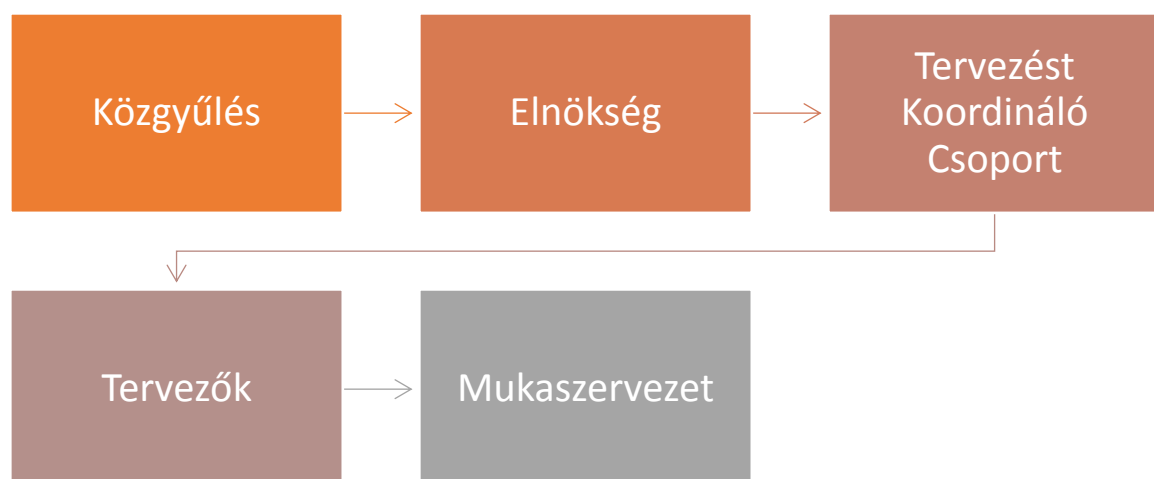 Közgyűlés
Elnökség
Tervezést
Koordináló
Csoport
Tervezők
Mukaszervezet